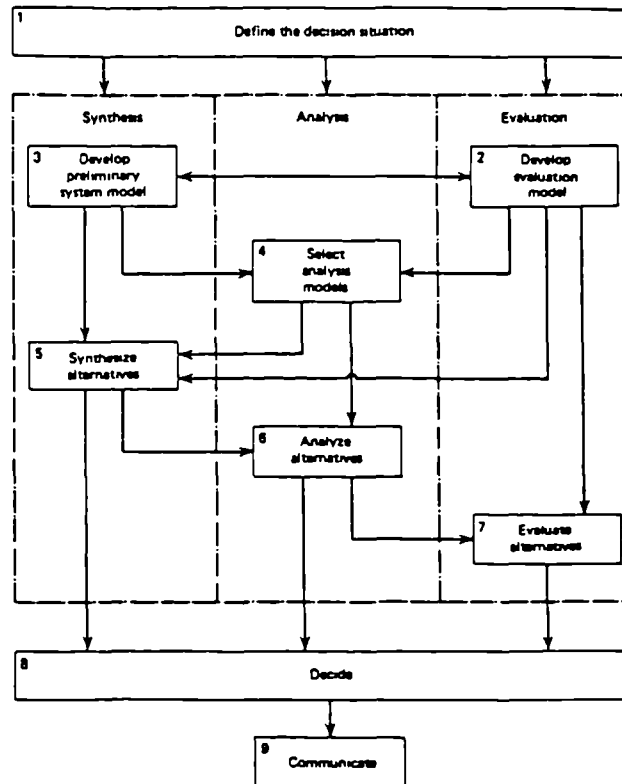 1
Define the decision situation
Synthesis
Analysis
Evaluation
3
Develop
preliminary
system model
2
Develop
evaluation
model
4
Select
analysis
models
5
Synthesize
alternatives
6
Analyze
alternatives
7
Evaluate
alternatives
8
Decide
9
Communicate